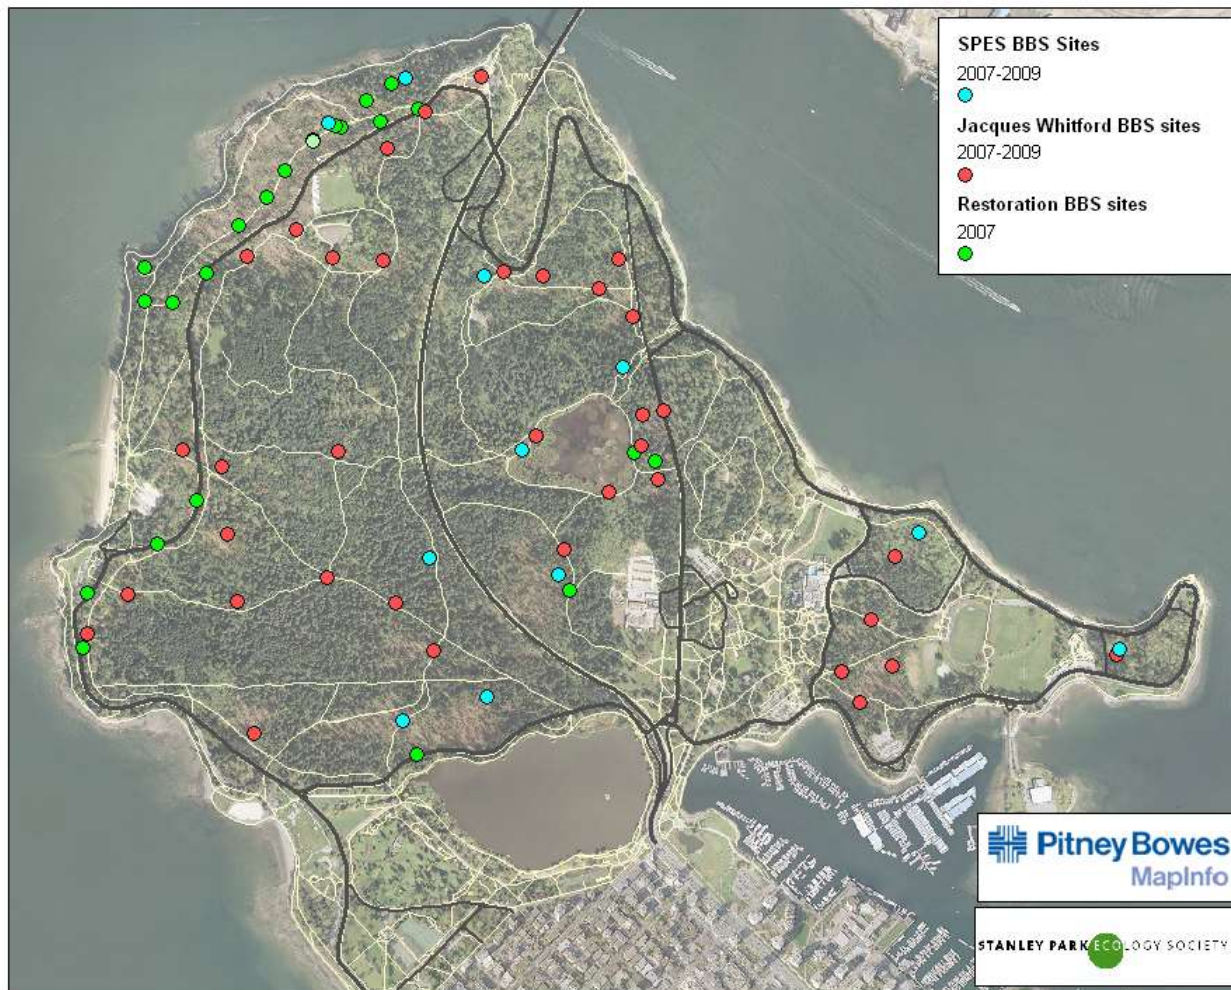 SPES BBS Sites
2007-2009
Jacques Whitford BBS sites
2007-2009
Restoration BBS sites
2007
Pitney Bowes
MapInfo
STANLEY PARK ECOLOGY SOCIETY